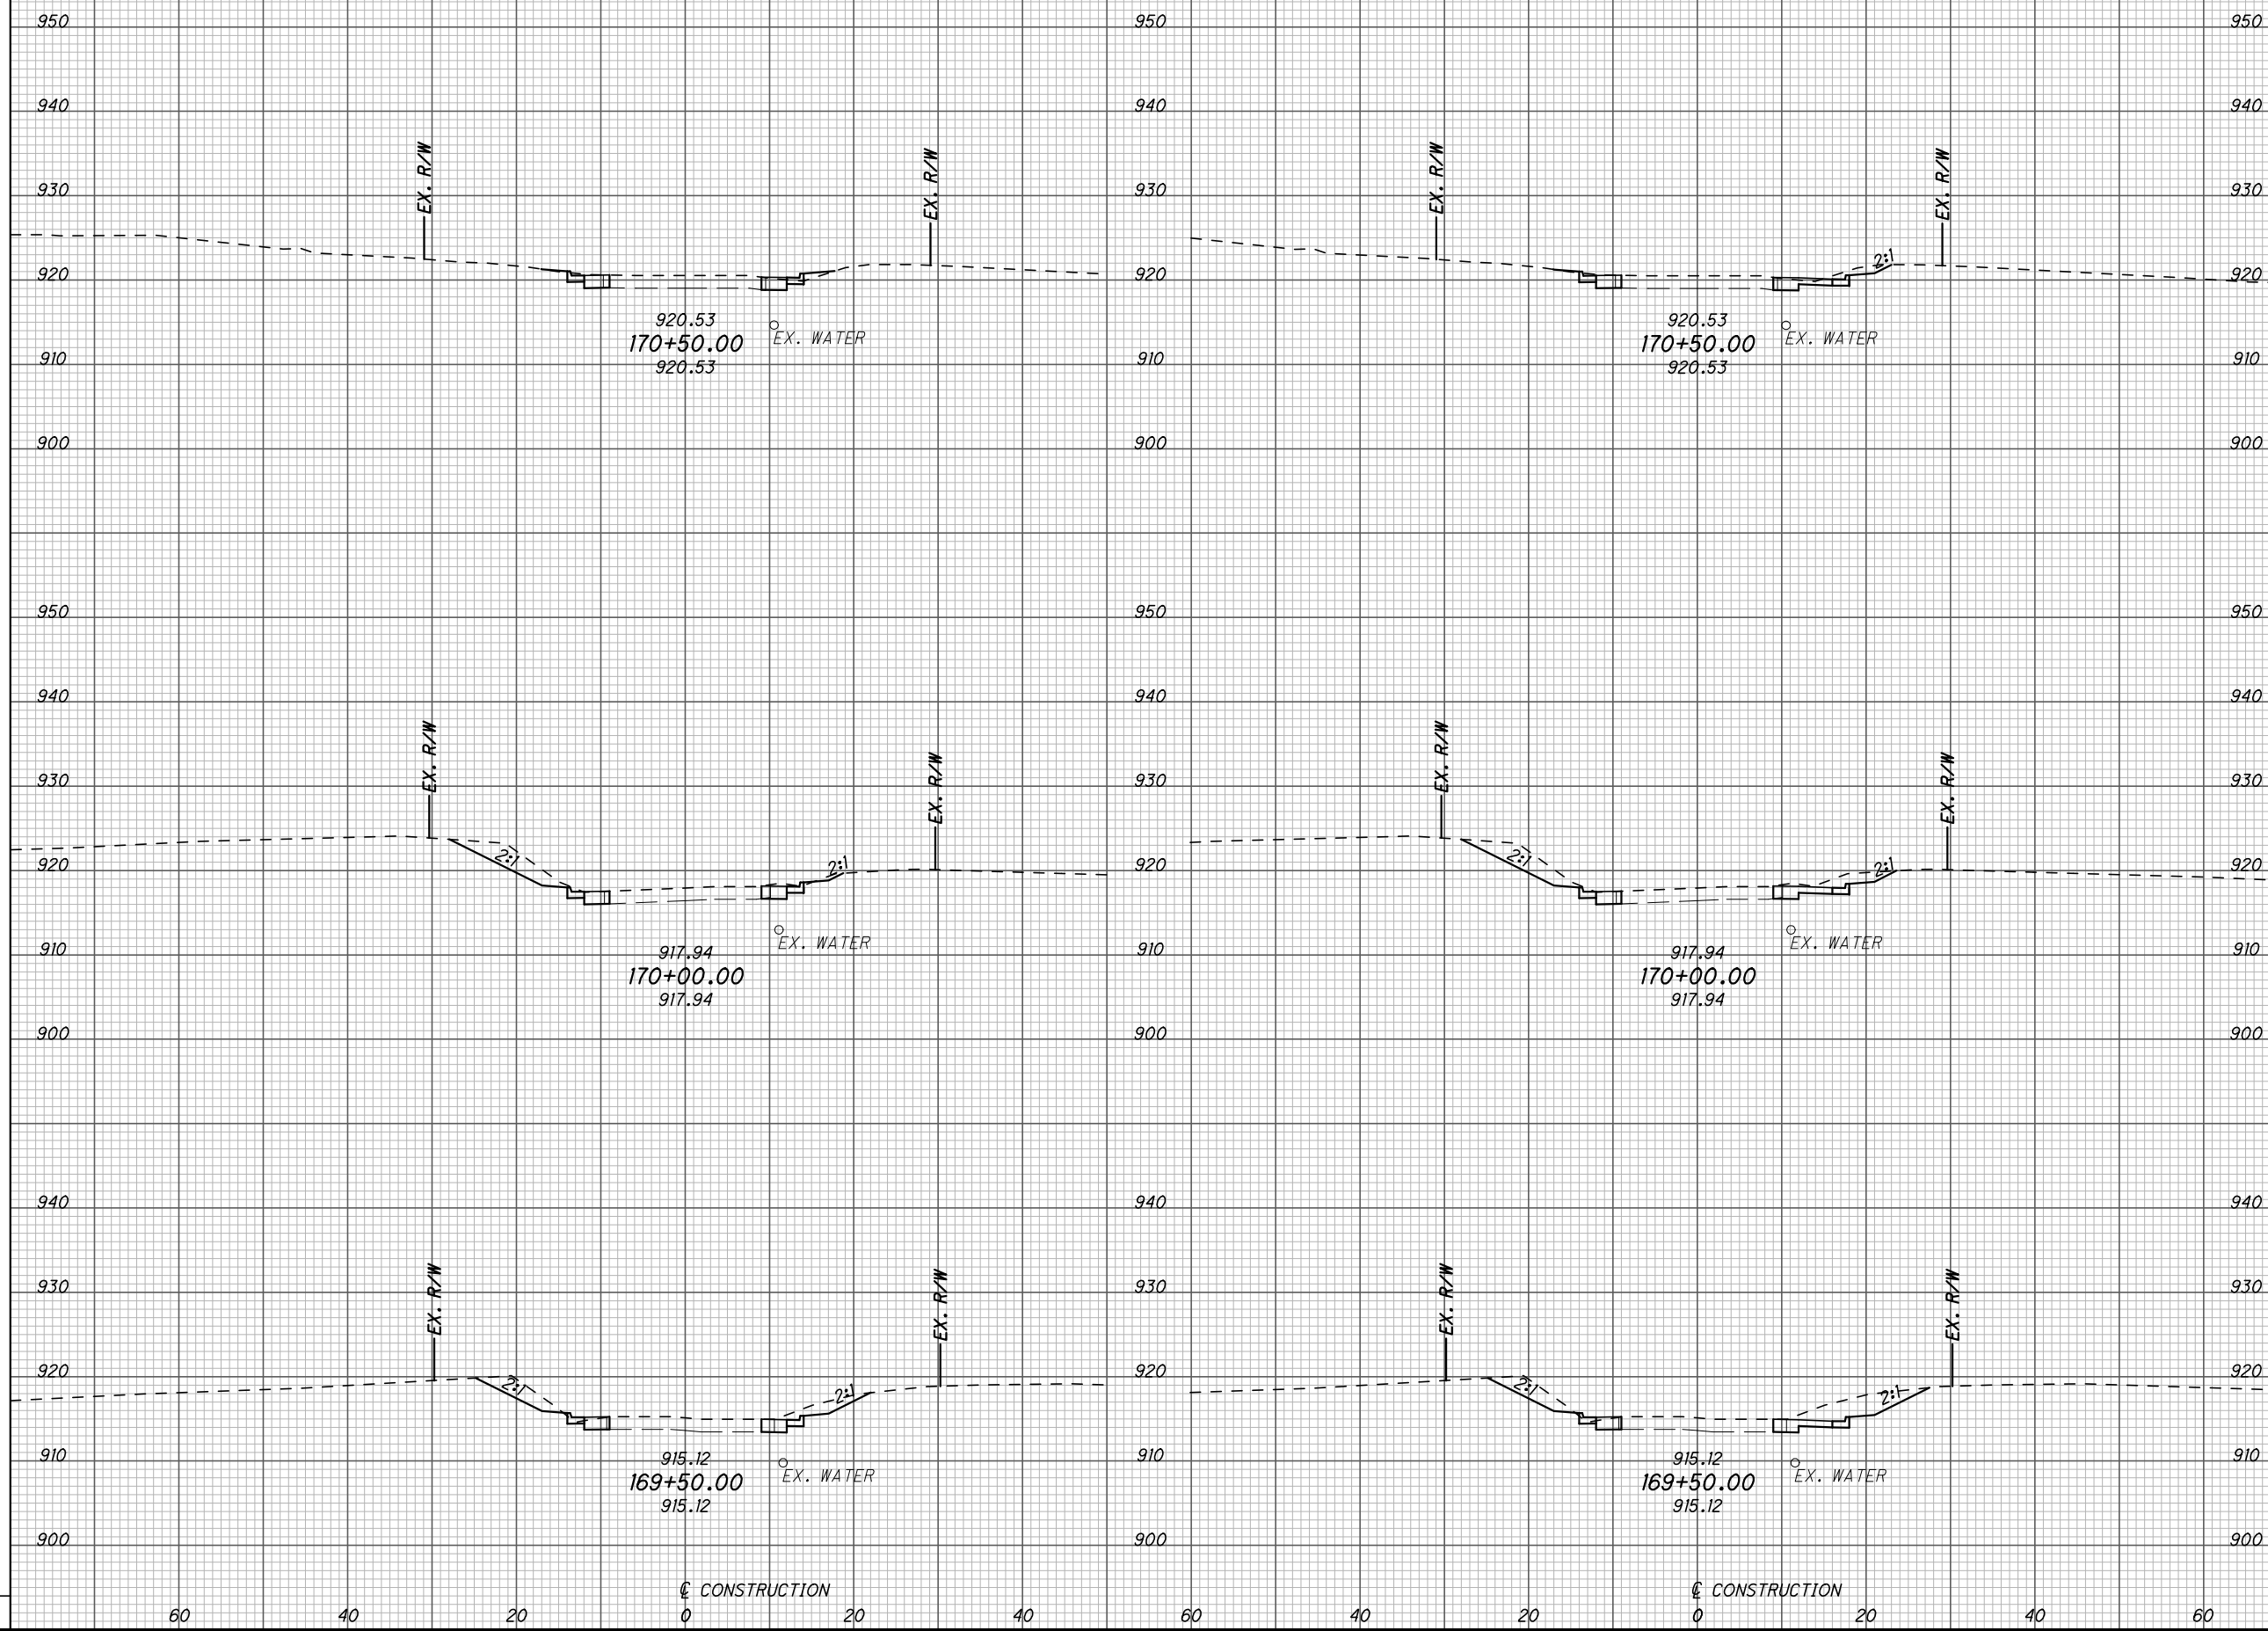 950 950 950
940 940 940
EX. R/W EX. R/W EX. R/W EX. R/W
930 930 930
2:1
920 920 920
920.53 920.53
170+50.00 EX. WATER 170+50.00 EX. WATER
910 910 910
920.53 920.53
900 900 900
950 950 950
940 940 940
EX. R/W EX. R/W EX. R/W EX. R/W
930 930 930
2:1 2:1 2:1 2:1
920 920 920
EX. WATER EX. WATER
910 917.94 910 917.94 910
170+00.00 170+00.00
917.94 917.94
900 900 900
940 940 940
EX. R/W EX. R/W EX. R/W EX. R/W
930 930 930
920 920 920
2:1 2:1 2:1 2:1
910 915.12 910 915.12 910
169+50.00 EX. WATER 169+50.00 EX. WATER
915.12 915.12
900 900 900
℄ CONSTRUCTION ℄ CONSTRUCTION
60 40 20 0 20 40 60 40 20 0 20 40 60